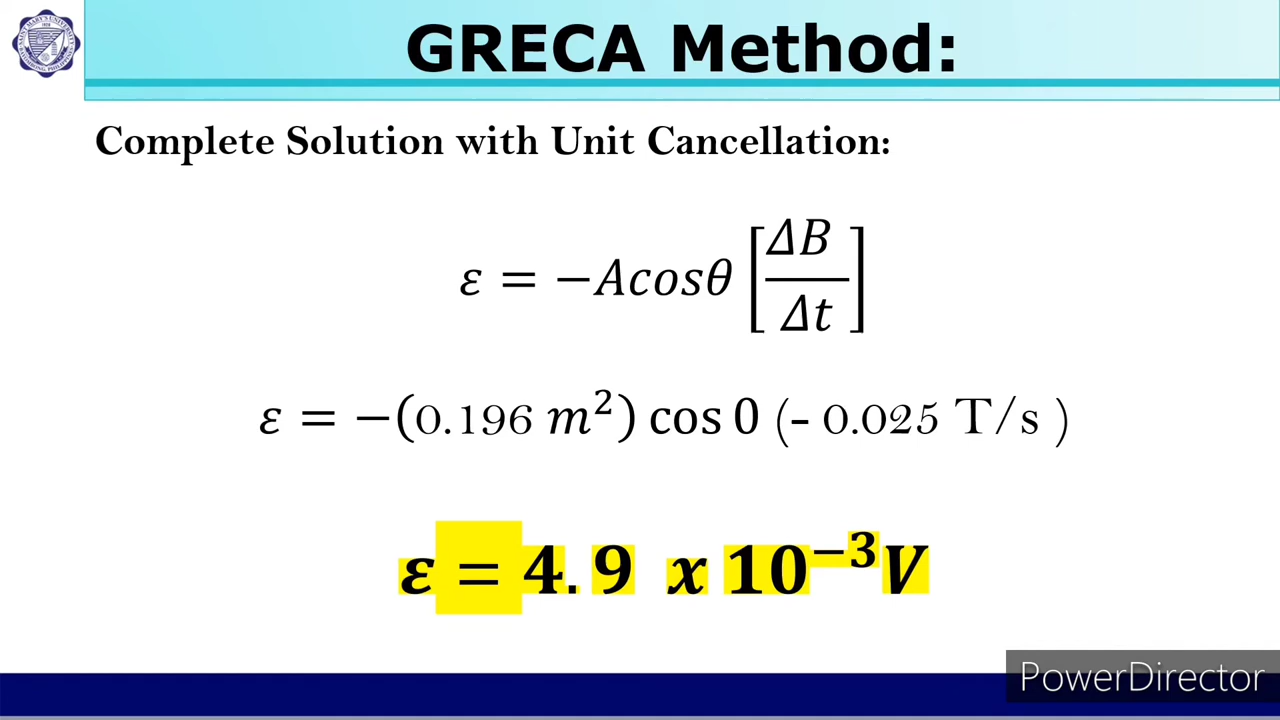 GRECA Method:
Complete Solution with Unit Cancellation:
ε = −Acosθ [ΔB/Δt]
ε = −(0.196 m²) cos 0 (- 0.025 T/s )
ε = 4.9 x 10⁻³V
PowerDirector